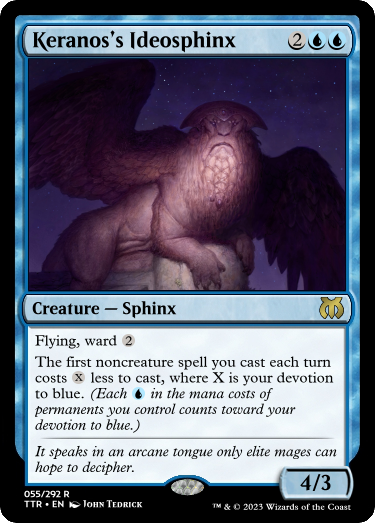 Keranos's Ideosphinx 2UU
Creature — Sphinx
Flying, ward 2
The first noncreature spell you cast each turn
costs X less to cast, where X is your devotion
to blue. (Each U in the mana costs of
permanents you control counts toward your
devotion to blue.)
It speaks in an arcane tongue only elite mages can
hope to decipher.
4/3
055/292 R
TTR • EN JOHN TEDRICK
™ & © 2023 Wizards of the Coast